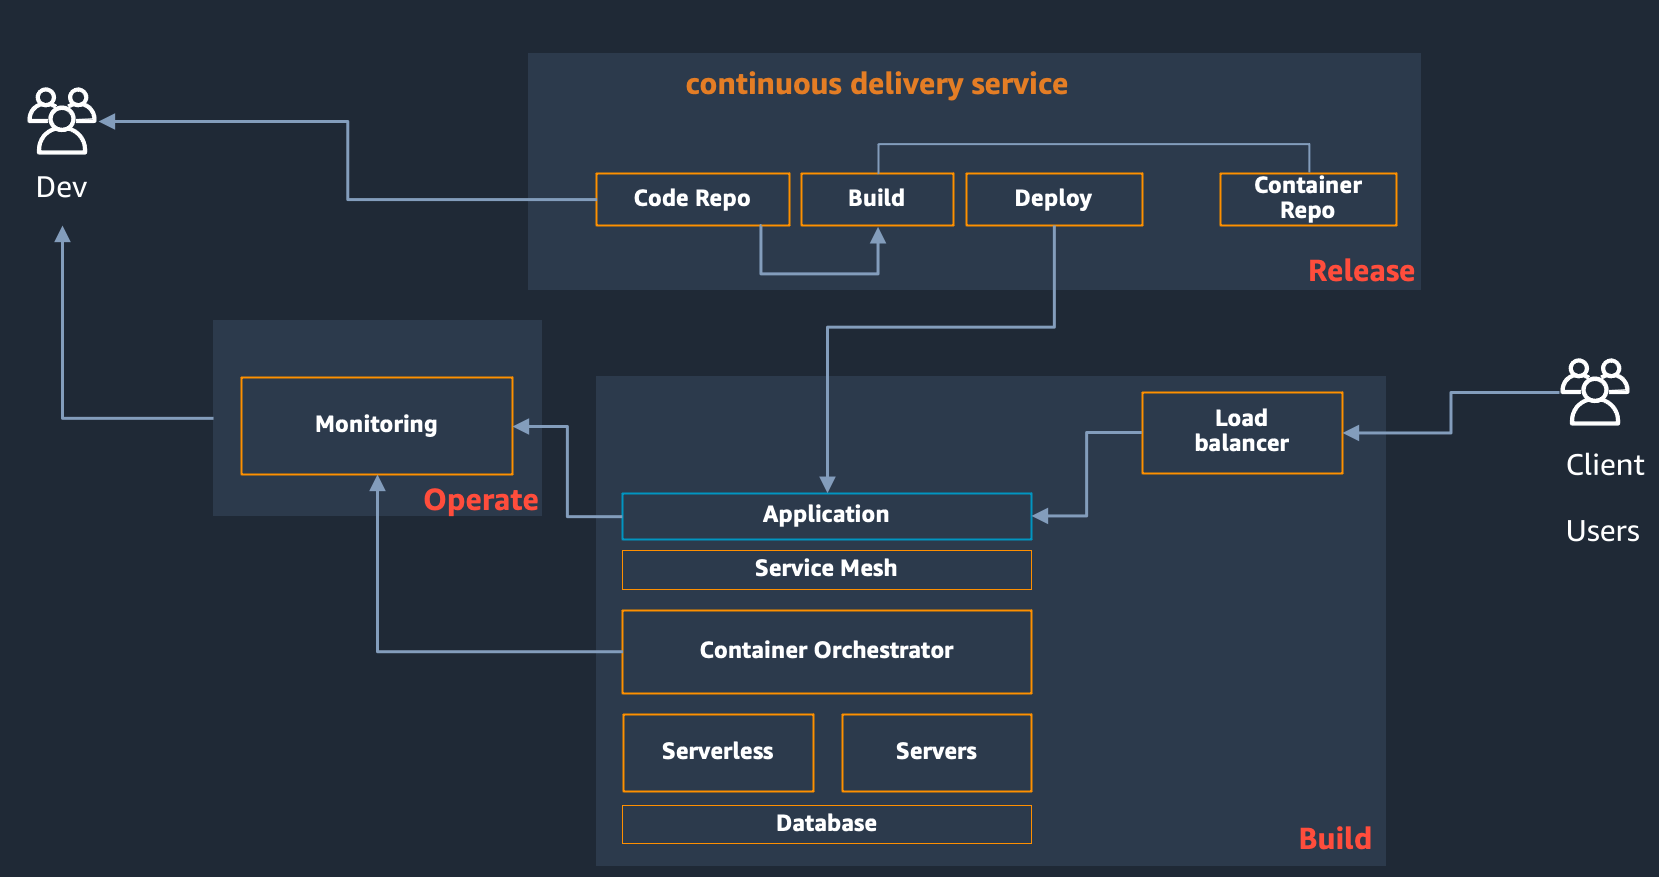 continuous delivery service
Dev
Code Repo
Build
Deploy
Container
Repo
Release
Monitoring
Operate
Load
balancer
Client
Users
Application
Service Mesh
Container Orchestrator
Serverless
Servers
Database
Build